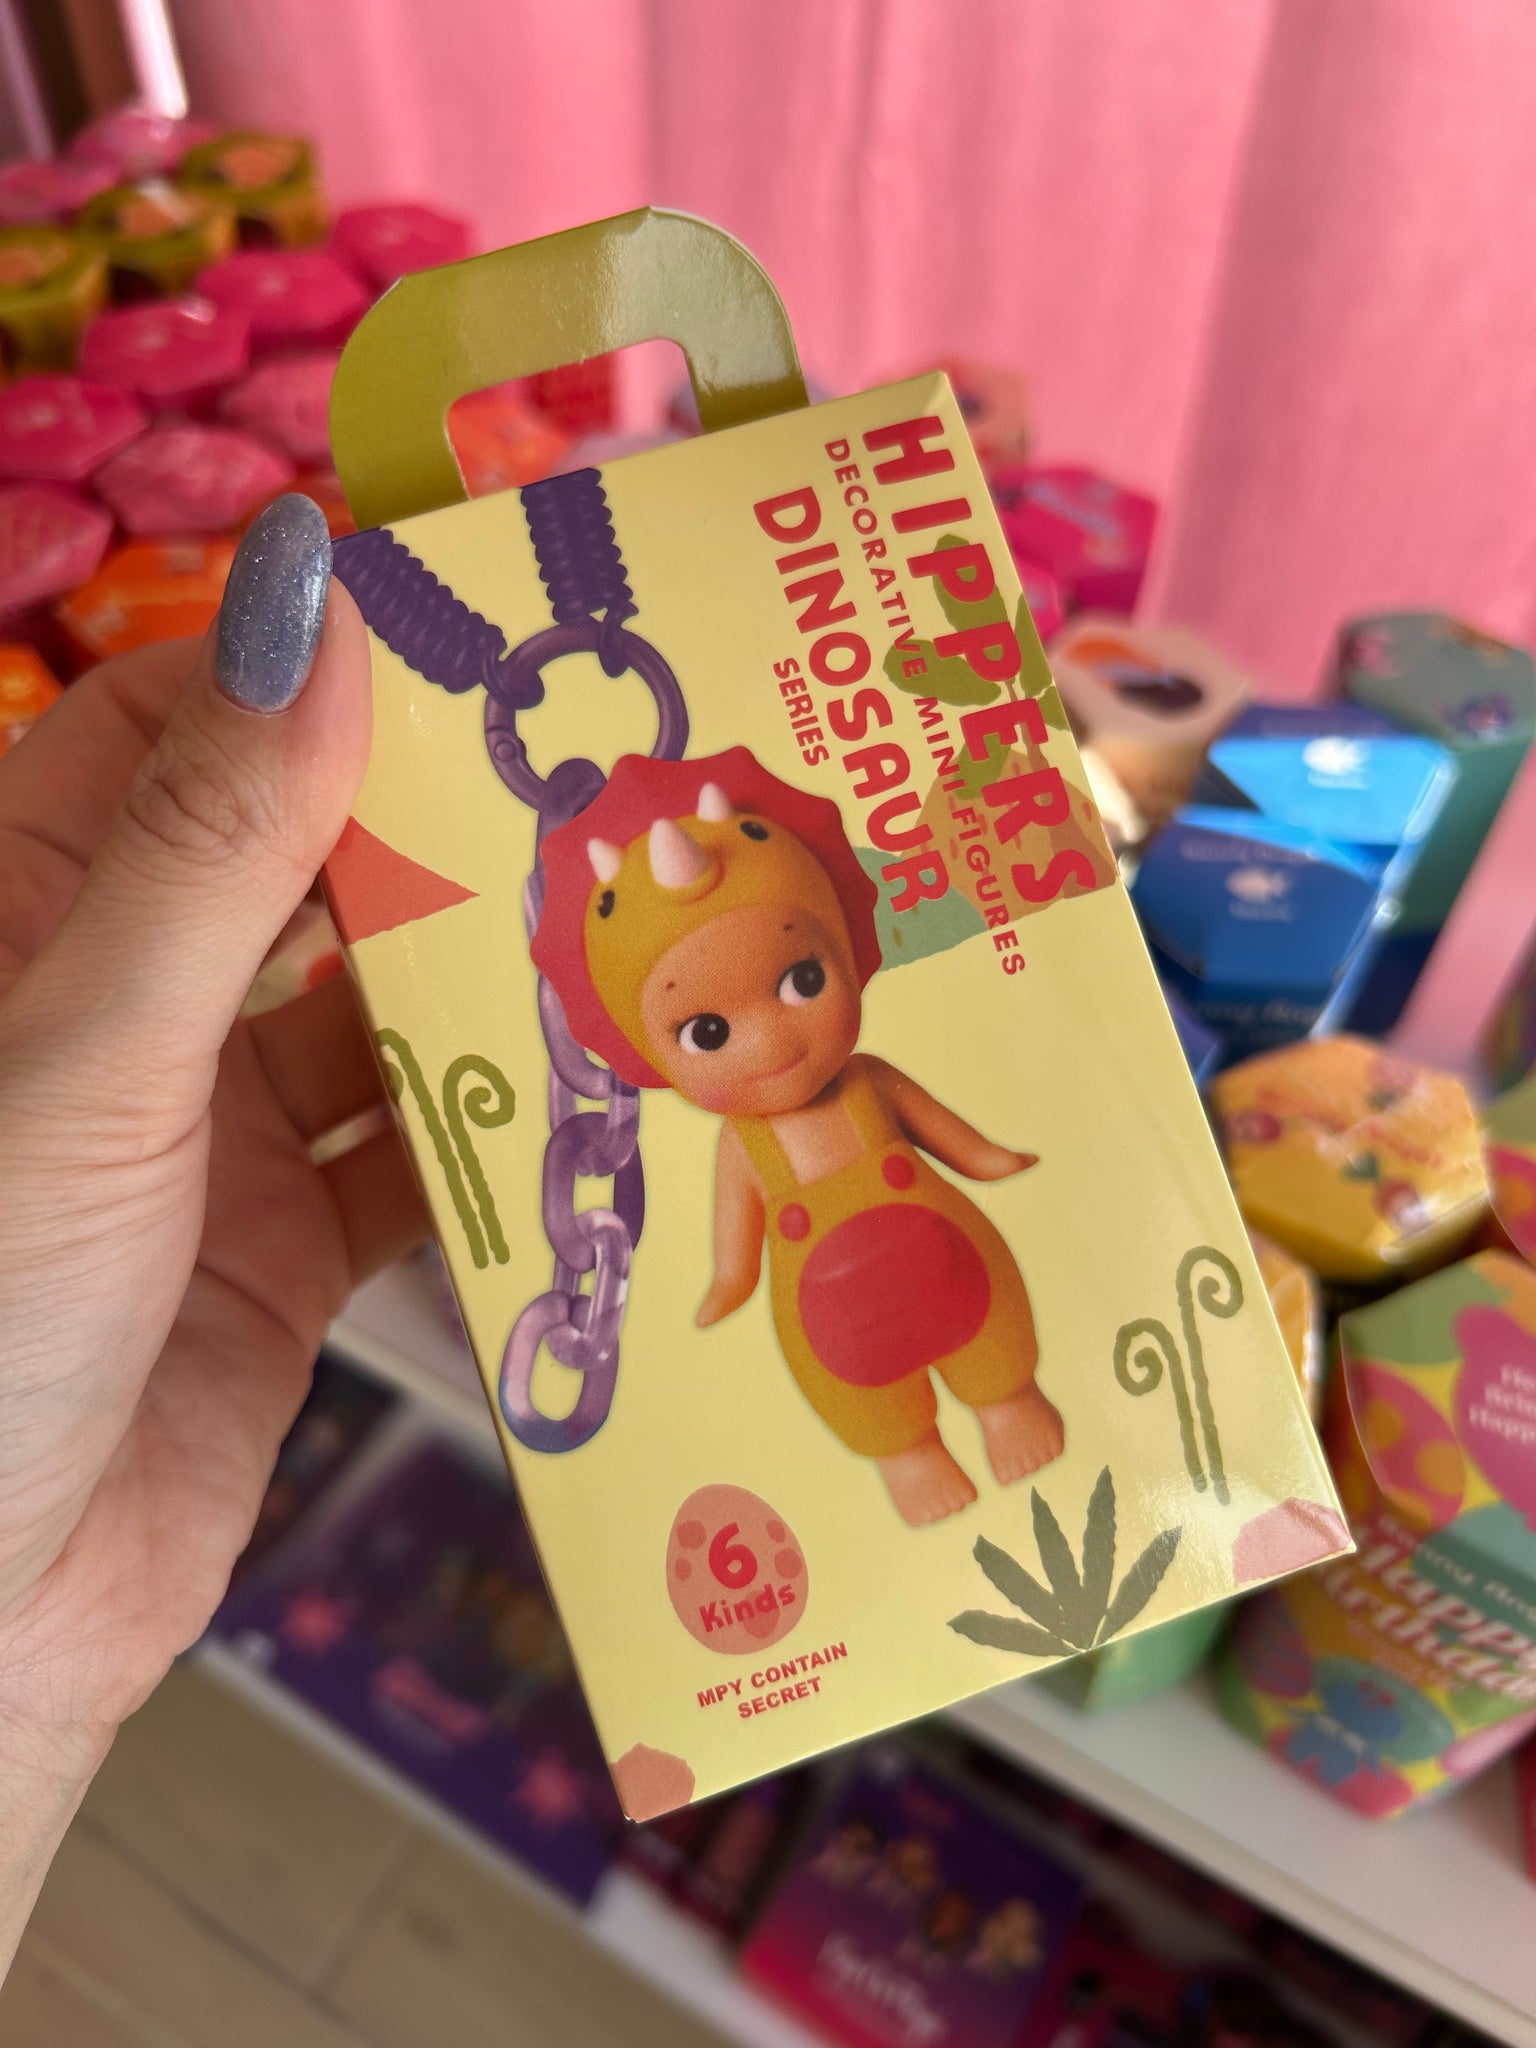 HIPPERS
DECORATIVE MINI FIGURES
DINOSAUR
SERIES
6
Kinds
MPY CONTAIN
SECRET